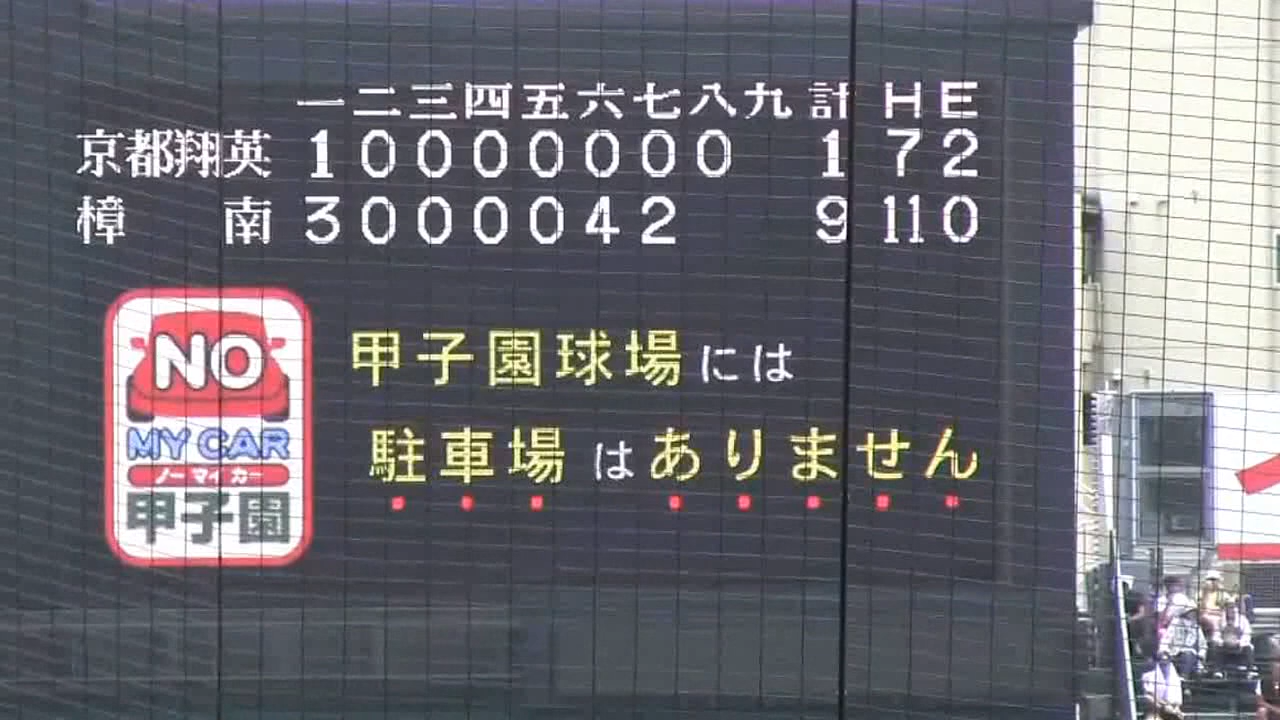 一二三四五六七八九計 H E
京都翔英 1 0 0 0 0 0 0 0 1 7 2
樟南 3 0 0 0 0 4 2 9 11 0
NO
MY CAR
ノーマイカー
甲子園
甲子園球場には
駐車場はありません